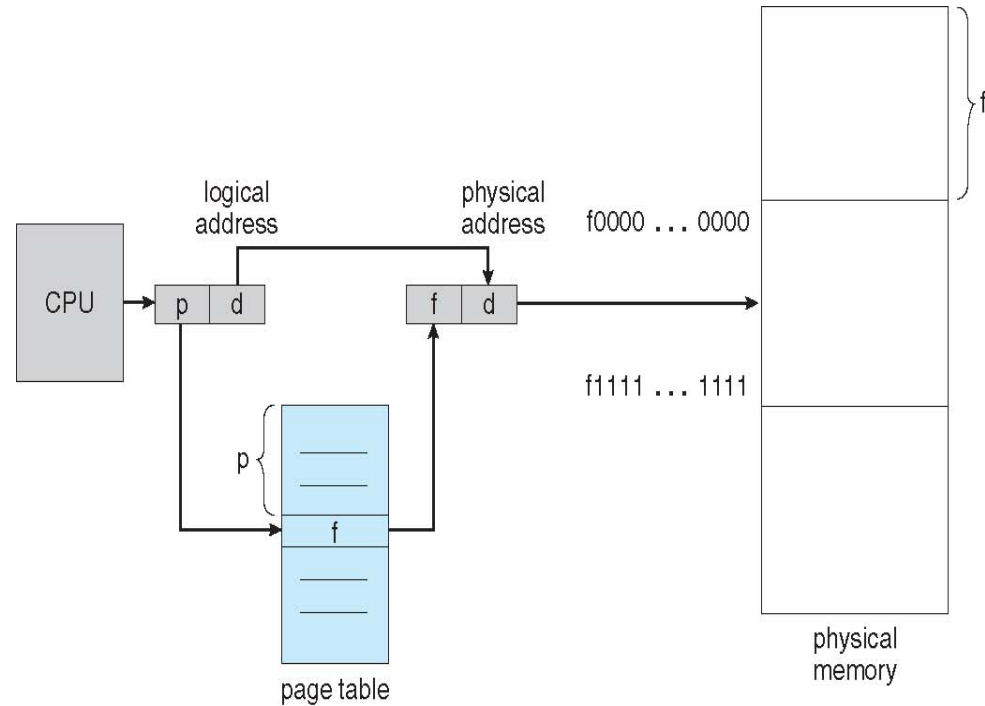 f
logical
address
physical
address
f0000 ... 0000
CPU
p
d
f
d
f1111 ... 1111
p
f
physical
memory
page table